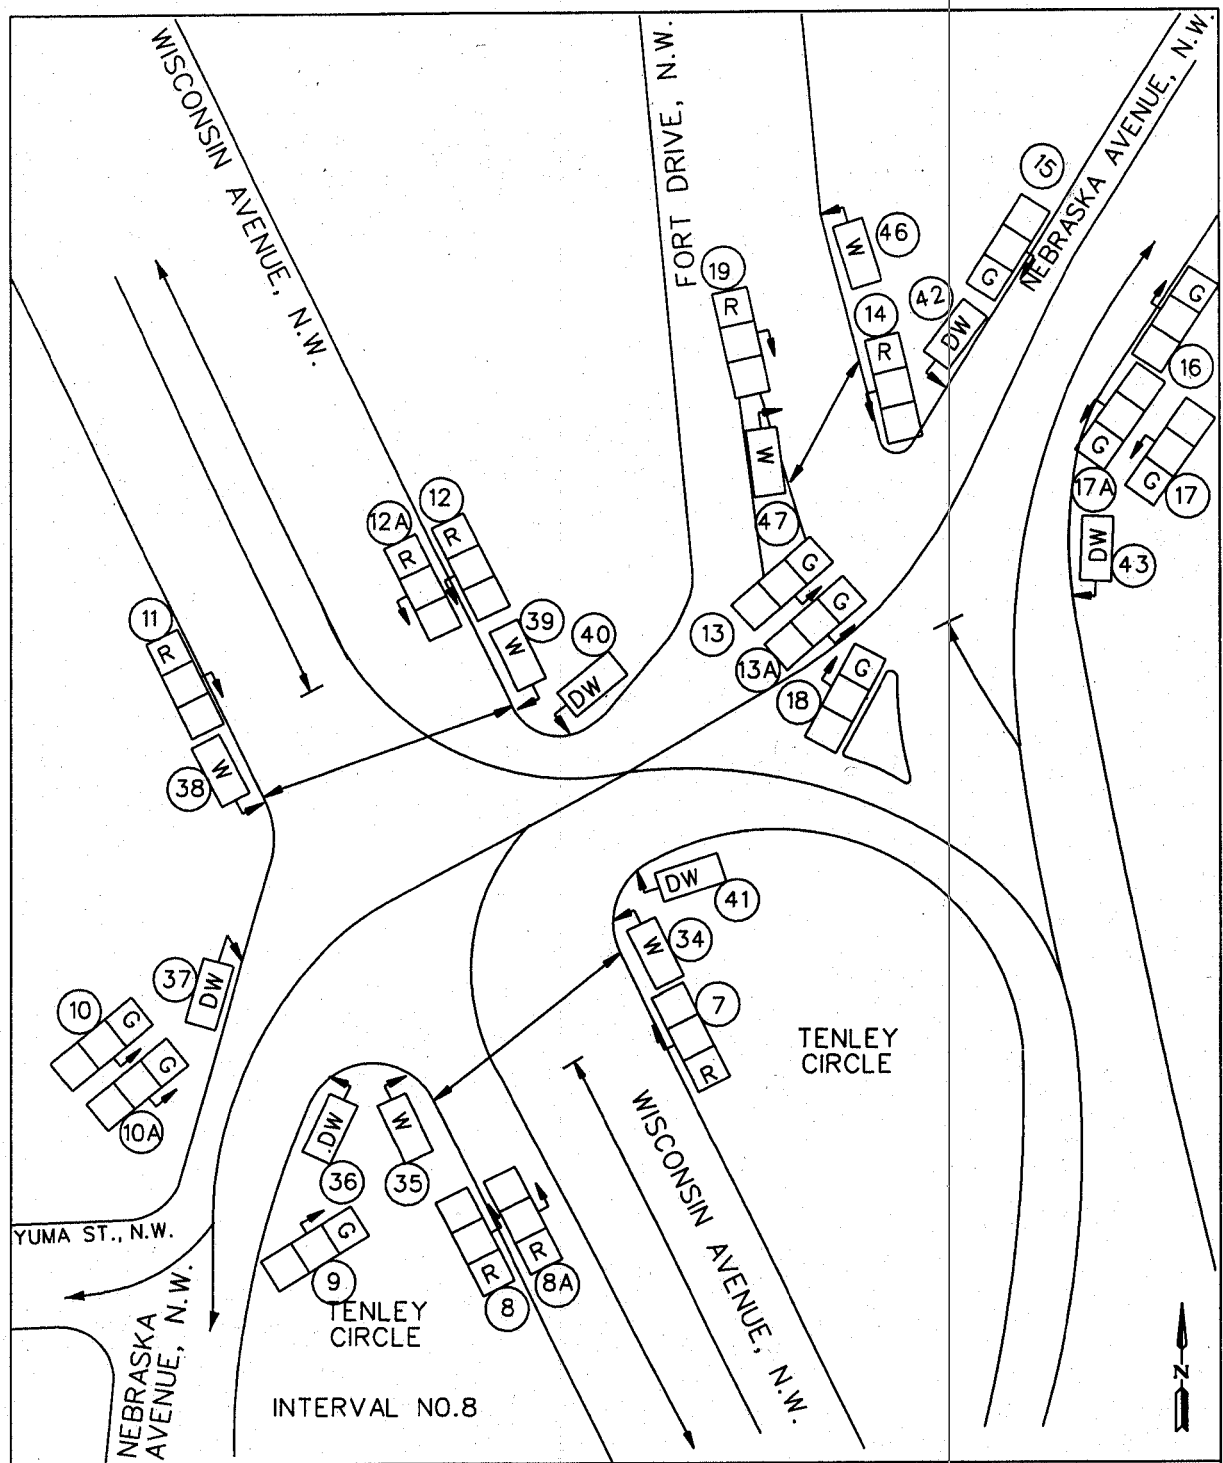 WISCONSIN AVENUE, N.W.
FORT DRIVE, N.W.
NEBRASKA AVENUE, N.W.
15
W
46
19
R
42
G
DW
14
R
G
16
W
47
G
17A
G
17
DW
43
12
R
12A
R
39
W
40
DW
G
13
G
13A
11
R
G
18
W
38
DW
41
W
34
37
DW
7
R
10
G
G
10A
TENLEY
CIRCLE
DW
36
W
35
WISCONSIN AVENUE, N.W.
YUMA ST., N.W.
G
9
R
8
R
8A
TENLEY
CIRCLE
NEBRASKA
AVENUE, N.W.
INTERVAL NO.8
N